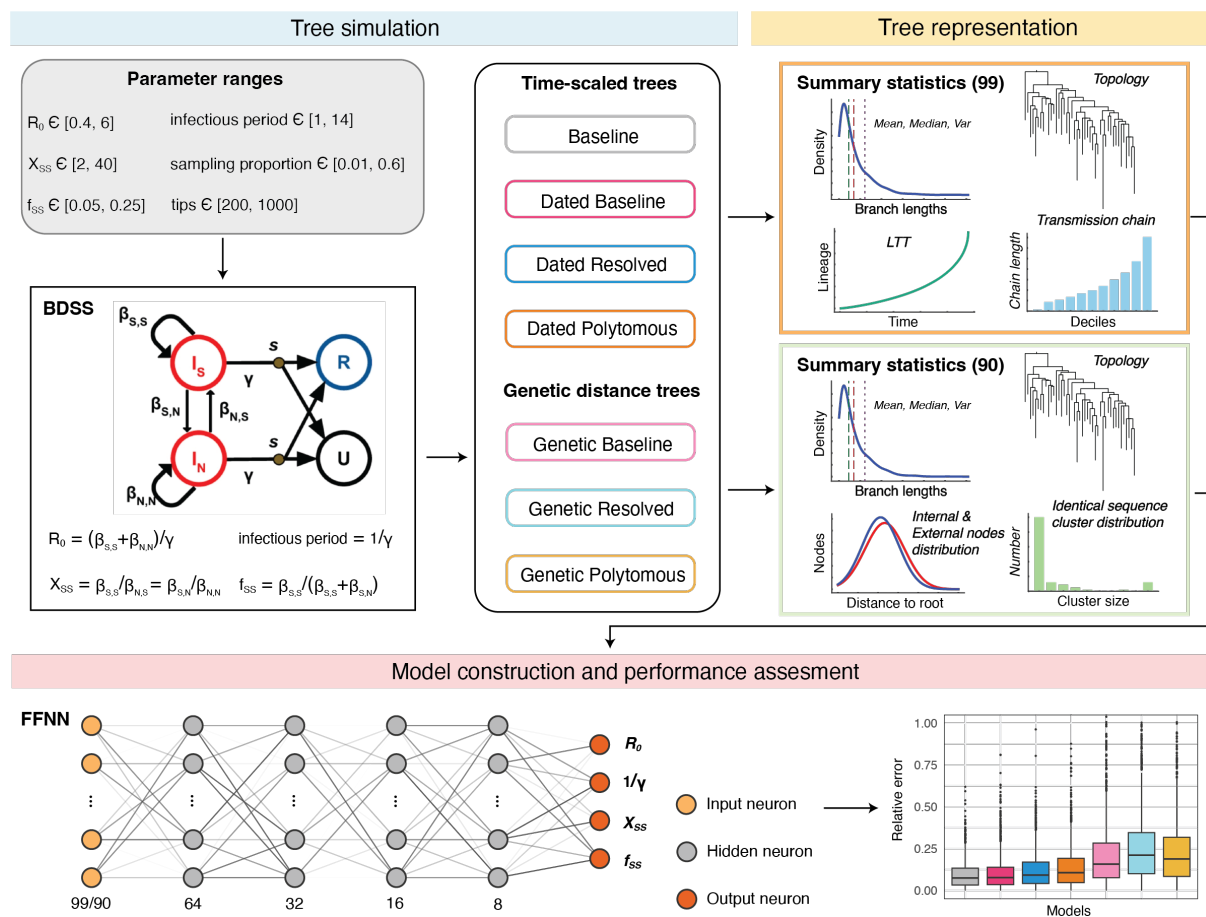 Tree simulation
Tree representation
Parameter ranges
R₀ Є [0.4, 6]
infectious period Є [1, 14]
X_SS Є [2, 40]
sampling proportion Є [0.01, 0.6]
f_SS Є [0.05, 0.25]
tips Є [200, 1000]
BDSS
β_S,S
I_S
s
γ
R
β_S,N
β_N,S
I_N
s
γ
U
β_N,N
R₀ = (β_S,S+β_N,N)/γ
infectious period = 1/γ
X_SS = β_S,S/β_N,S = β_S,N/β_N,N
f_SS = β_S,S/(β_S,S+β_S,N)
Time-scaled trees
Baseline
Dated Baseline
Dated Resolved
Dated Polytomous
Genetic distance trees
Genetic Baseline
Genetic Resolved
Genetic Polytomous
Summary statistics (99)
Topology
Mean, Median, Var
Density
Branch lengths
LTT
Lineage
Time
Transmission chain
Chain length
Deciles
Summary statistics (90)
Topology
Mean, Median, Var
Density
Branch lengths
Internal &
External nodes
distribution
Nodes
Distance to root
Identical sequence
cluster distribution
Number
Cluster size
Model construction and performance assesment
FFNN
99/90
64
32
16
8
R₀
1/γ
X_SS
f_SS
Input neuron
Hidden neuron
Output neuron
Relative error
1.00
0.75
0.50
0.25
0.00
Models